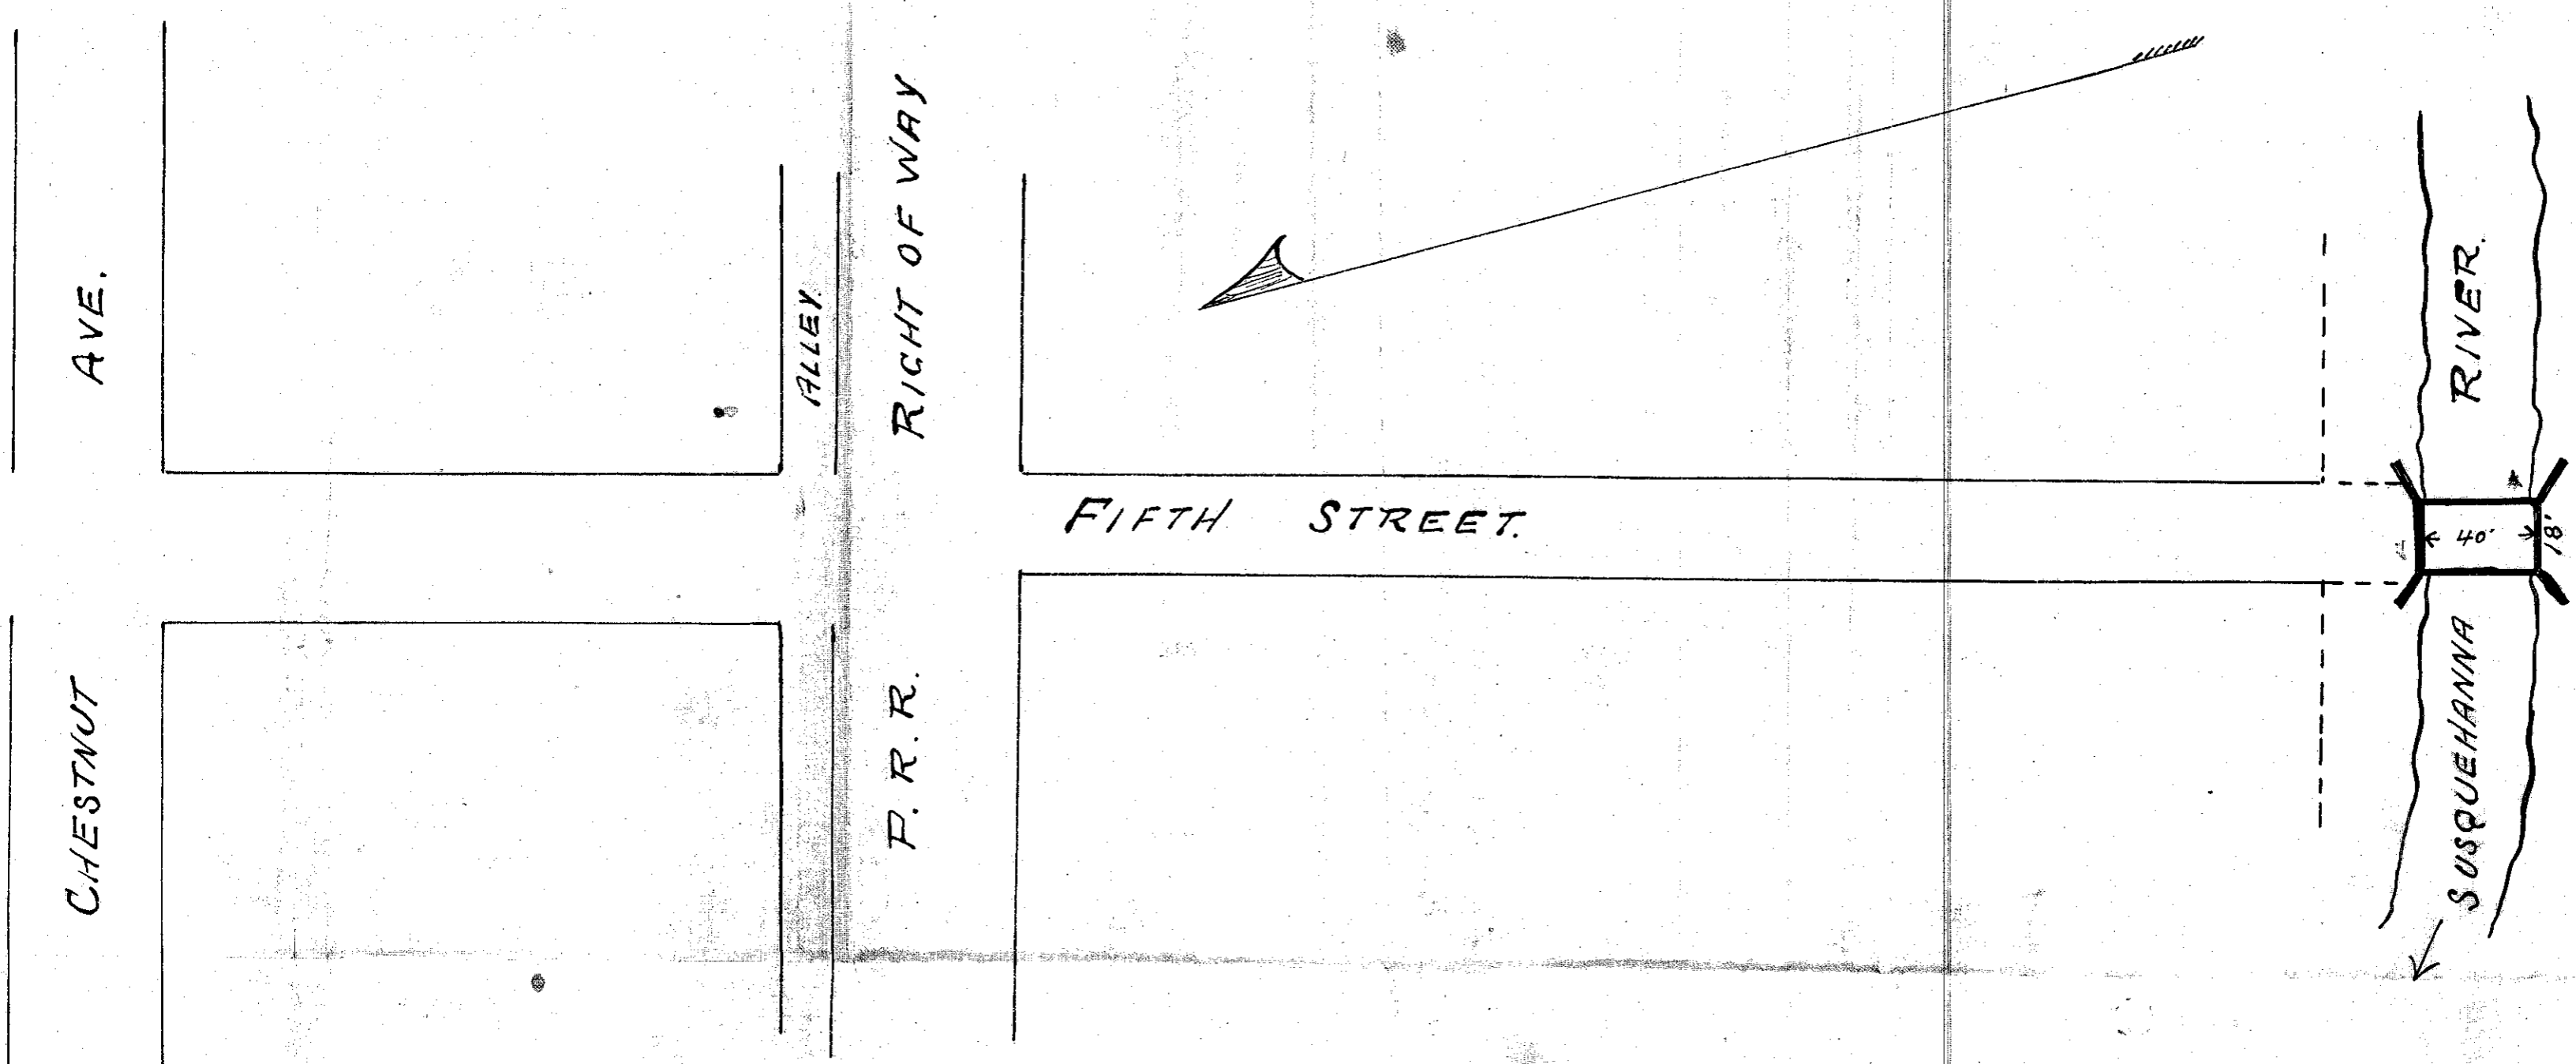 CHESTNUT AVE.
ALLEY.
P. R. R. RIGHT OF WAY
FIFTH STREET.
40'
18'
SUSQUEHANNA RIVER.